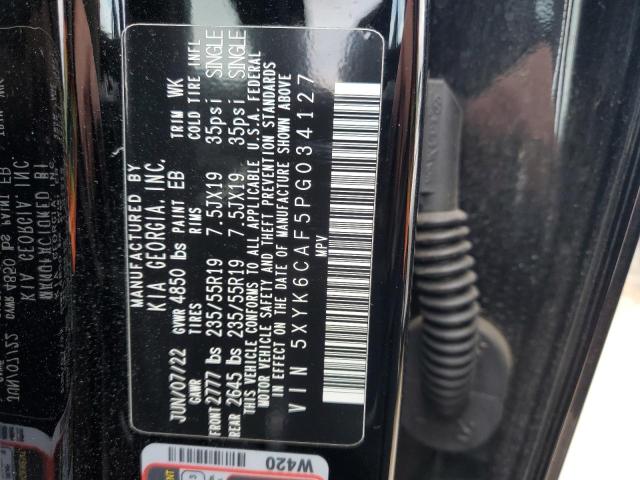 MANUFACTURED BY
KIA GEORGIA, INC.
JUN/07/22 GVWR 4850 lbs PAINT EB TRIM WK
GAWR TIRES RIMS COLD TIRE INFL
FRONT 2777 lbs 235/55R19 7.5JX19 35psi SINGLE
REAR 2645 lbs 235/55R19 7.5JX19 35psi SINGLE
THIS VEHICLE CONFORMS TO ALL APPLICABLE U.S.A. FEDERAL
MOTOR VEHICLE SAFETY AND THEFT PREVENTION STANDARDS
IN EFFECT ON THE DATE OF MANUFACTURE SHOWN ABOVE
VIN 5XYK6CAF5PG034127
MPV
W420